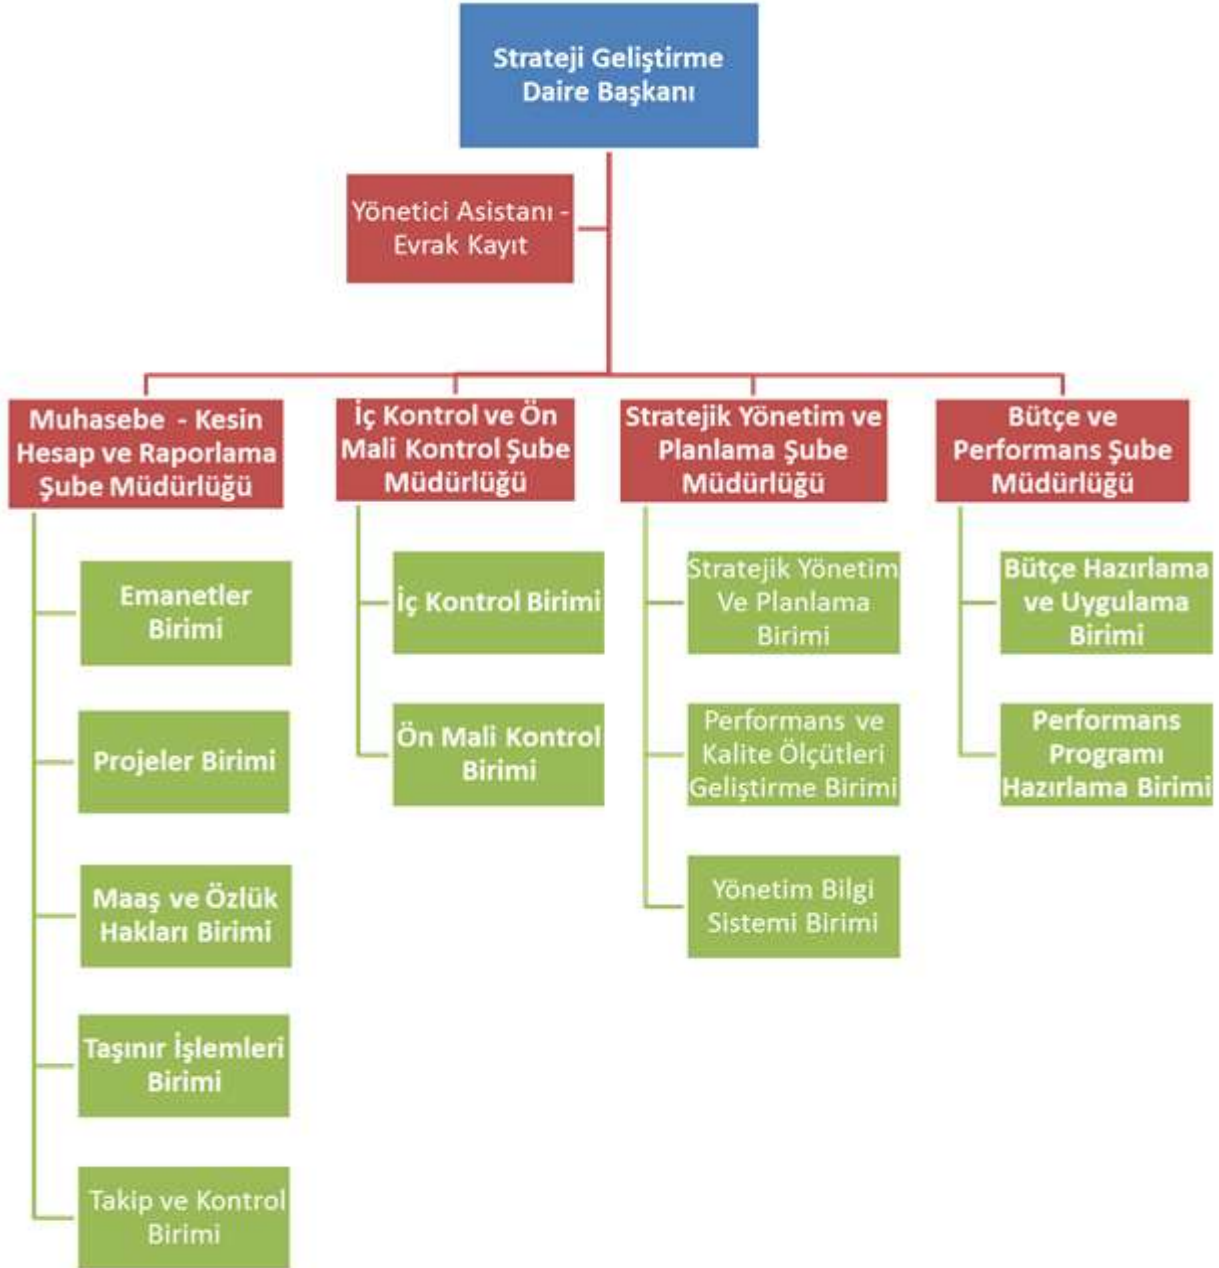 Strateji Geliştirme
Daire Başkanı
Yönetici Asistanı -
Evrak Kayıt
Muhasebe - Kesin
Hesap ve Raporlama
Şube Müdürlüğü
Emanetler
Birimi
Projeler Birimi
Maaş ve Özlük
Hakları Birimi
Taşınır İşlemleri
Birimi
Takip ve Kontrol
Birimi
İç Kontrol ve Ön
Mali Kontrol Şube
Müdürlüğü
İç Kontrol Birimi
Ön Mali Kontrol
Birimi
Stratejik Yönetim ve
Planlama Şube
Müdürlüğü
Stratejik Yönetim
Ve Planlama
Birimi
Performans ve
Kalite Ölçütleri
Geliştirme Birimi
Yönetim Bilgi
Sistemi Birimi
Bütçe ve
Performans Şube
Müdürlüğü
Bütçe Hazırlama
ve Uygulama
Birimi
Performans
Programı
Hazırlama Birimi